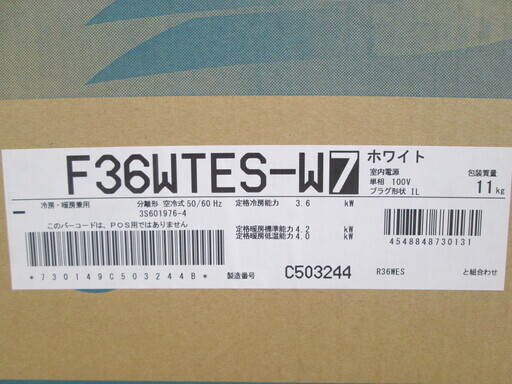 F36WTES-W7 ホワイト
室内電源
単相 100V
プラグ形状 IL
包装質量
11kg
冷房・暖房兼用
分離形 空冷式 50/60 Hz
3S601976-4
このバーコードは、POS用ではありません
定格冷房能力 3.6 kW
定格暖房標準能力 4.2 kW
定格暖房低温能力 4.0 kW
4548848730131
*730149C503244B*
製造番号 C503244
R36WES と組合わせ